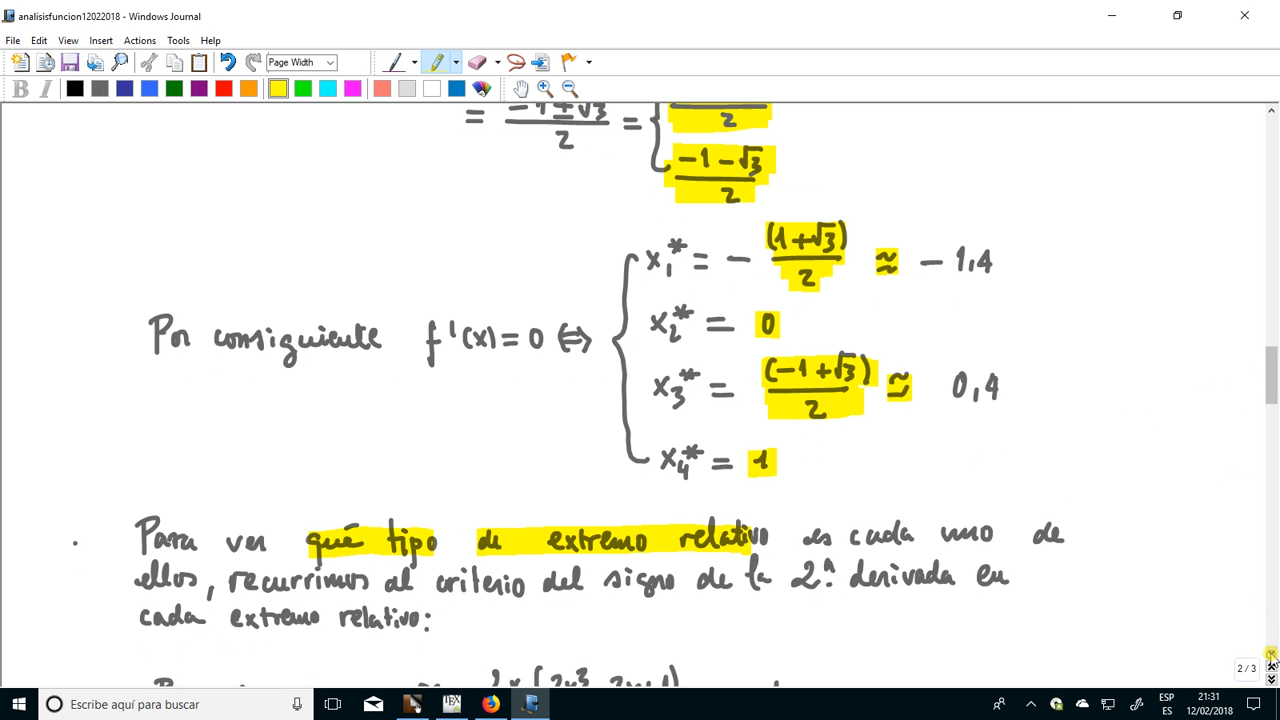 analisisfuncion12022018 - Windows Journal
File Edit View Insert Actions Tools Help
Page Width
B I
= -1±√3 / 2 = { 2
-1-√3 / 2
x₁* = - (1+√3) / 2 ≈ - 1,4
x₂* = 0
Por consiguiente f'(x)=0 ⇔
x₃* = (-1+√3) / 2 ≈ 0,4
x₄* = 1
Para ver qué tipo de extremo relativo es cada uno de
ellos, recurrimos al criterio del signo de la 2ª derivada en
cada extremo relativo:
2/3
Escribe aquí para buscar
ESP
ES
21:31
12/02/2018